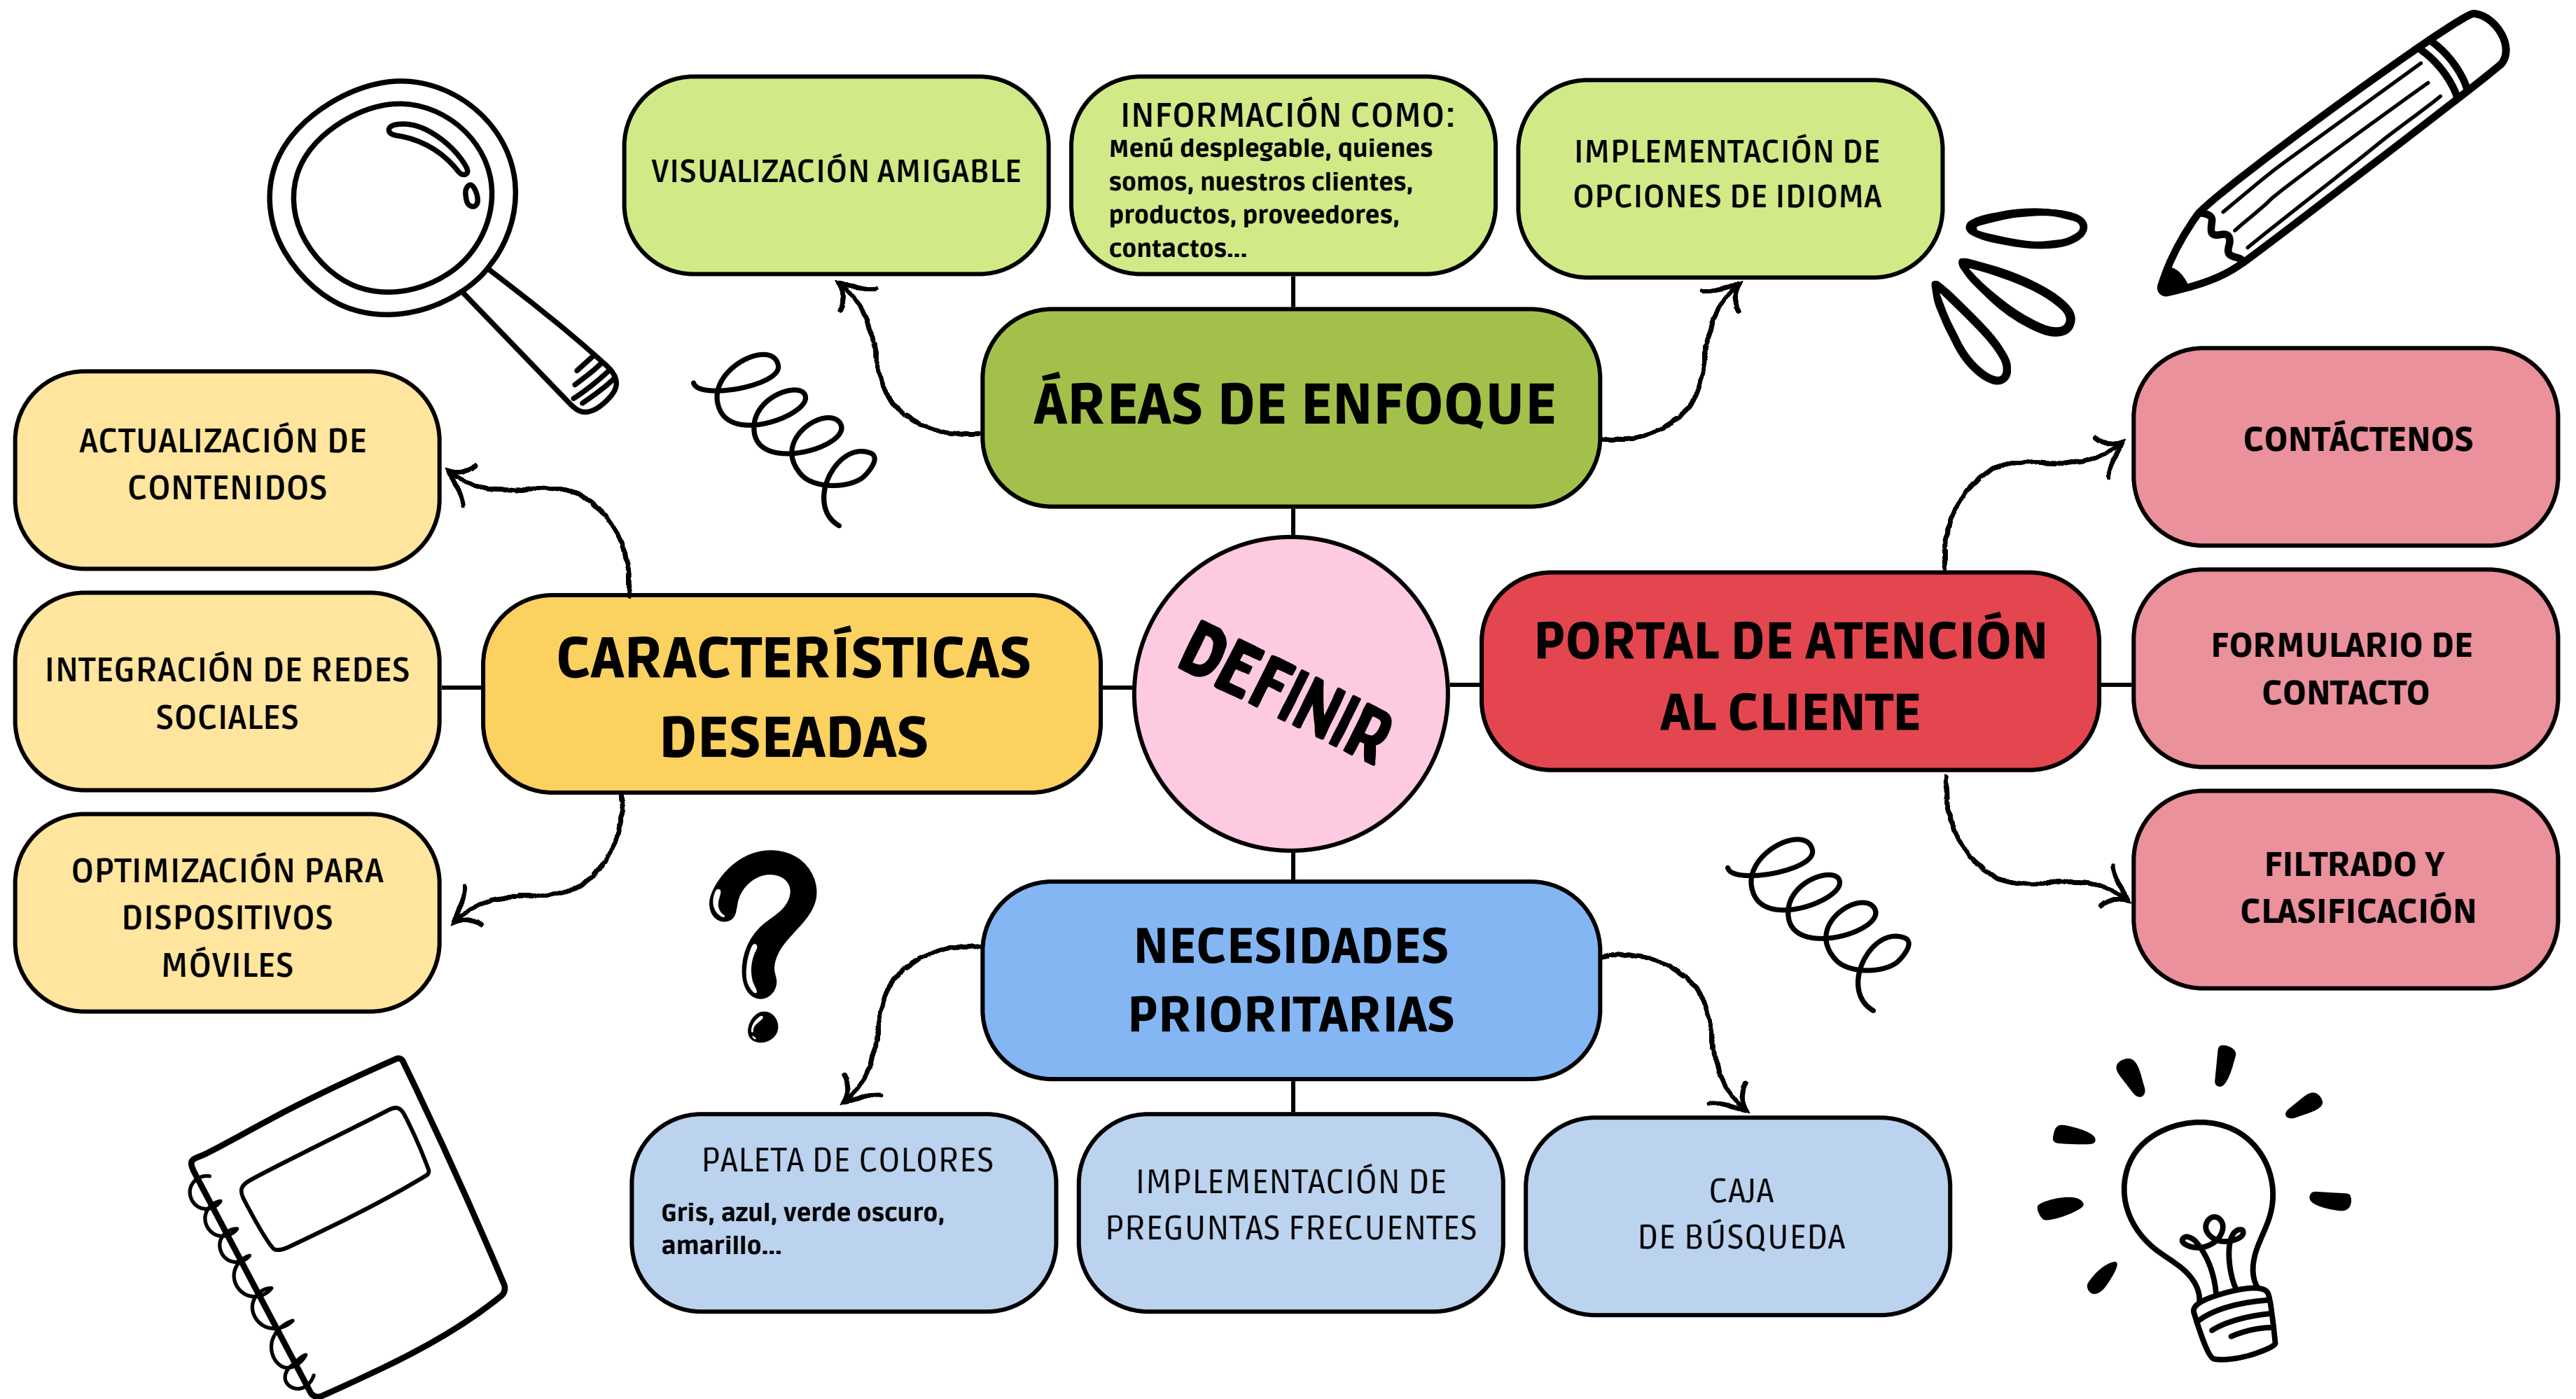 VISUALIZACIÓN AMIGABLE
INFORMACIÓN COMO:
Menú desplegable, quienes
somos, nuestros clientes,
productos, proveedores,
contactos...
IMPLEMENTACIÓN DE
OPCIONES DE IDIOMA
ÁREAS DE ENFOQUE
ACTUALIZACIÓN DE
CONTENIDOS
INTEGRACIÓN DE REDES
SOCIALES
OPTIMIZACIÓN PARA
DISPOSITIVOS
MÓVILES
CARACTERÍSTICAS
DESEADAS
DEFINIR
PORTAL DE ATENCIÓN
AL CLIENTE
CONTÁCTENOS
FORMULARIO DE
CONTACTO
FILTRADO Y
CLASIFICACIÓN
NECESIDADES
PRIORITARIAS
PALETA DE COLORES
Gris, azul, verde oscuro,
amarillo...
IMPLEMENTACIÓN DE
PREGUNTAS FRECUENTES
CAJA
DE BÚSQUEDA